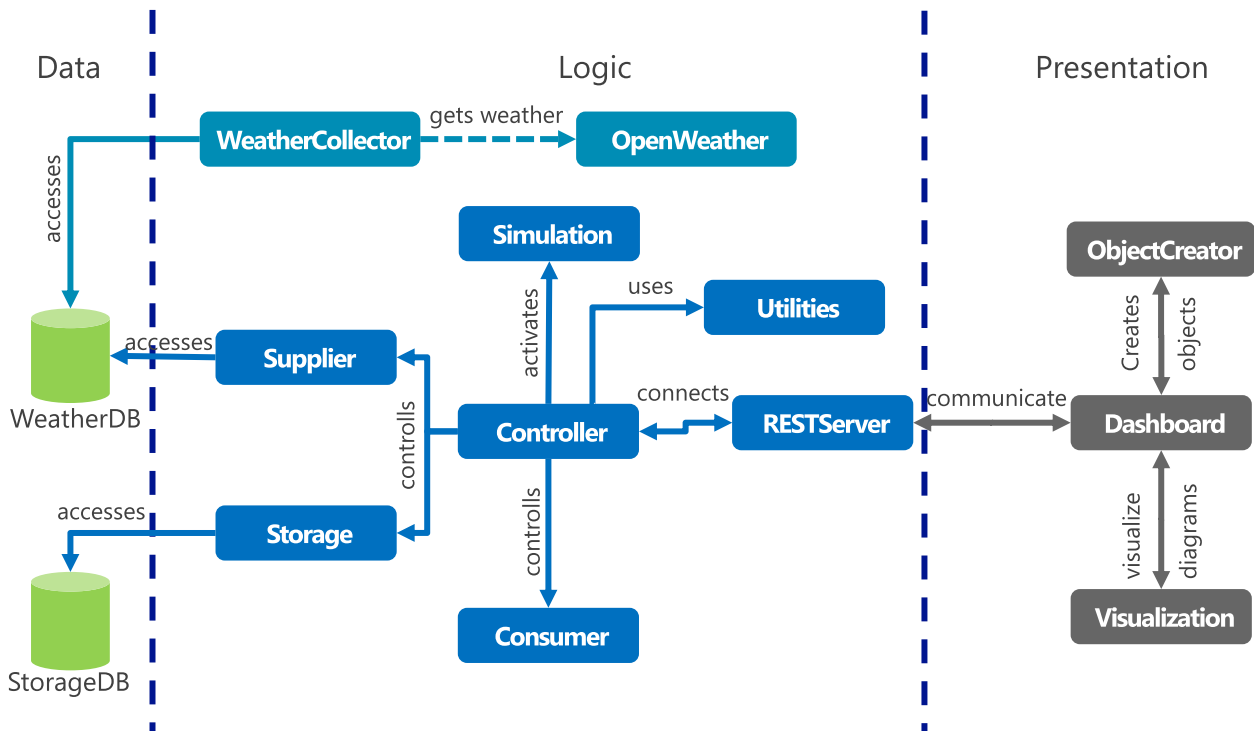 Data
Logic
Presentation
WeatherCollector
gets weather
OpenWeather
accesses
Simulation
ObjectCreator
uses
Utilities
activates
Creates
objects
accesses
Supplier
WeatherDB
controlls
Controller
connects
RESTServer
communicate
Dashboard
accesses
Storage
controlls
visualize
diagrams
StorageDB
Consumer
Visualization